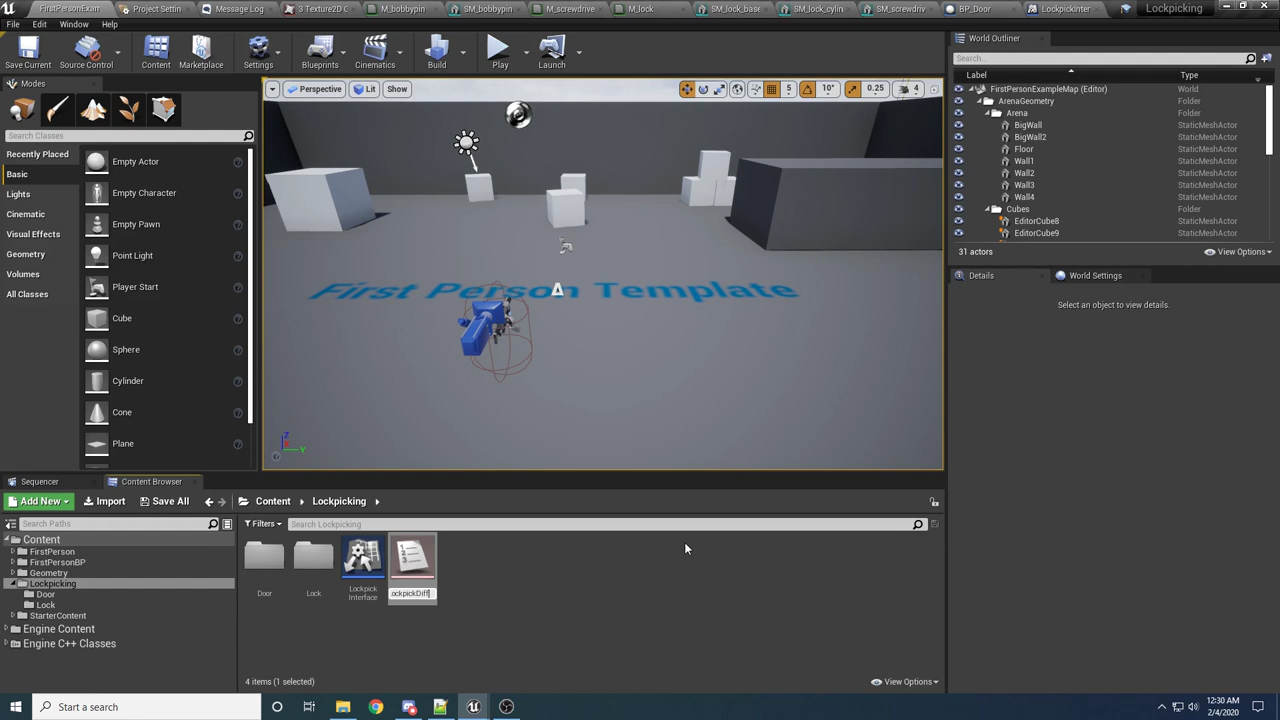 FirstPersonExam
Project Settin
Message Log
3 Texture2D C
M_bobbypin
SM_bobbypin
M_screwdrive
M_lock
SM_lock_base
SM_lock_cylin
SM_screwdriv
BP_Door
LockpickInter
Lockpicking
File
Edit
Window
Help
Save Current
Source Control
Content
Marketplace
Settings
Blueprints
Cinematics
Build
Play
Launch
Modes
Search Classes
Recently Placed
Basic
Lights
Cinematic
Visual Effects
Geometry
Volumes
All Classes
Empty Actor
Empty Character
Empty Pawn
Point Light
Player Start
Cube
Sphere
Cylinder
Cone
Plane
Perspective
Lit
Show
5
10°
0.25
4
First Person Template
Z
X
Y
World Outliner
Search...
Label
Type
FirstPersonExampleMap (Editor)
World
ArenaGeometry
Folder
Arena
Folder
BigWall
StaticMeshActor
BigWall2
StaticMeshActor
Floor
StaticMeshActor
Wall1
StaticMeshActor
Wall2
StaticMeshActor
Wall3
StaticMeshActor
Wall4
StaticMeshActor
Cubes
Folder
EditorCube8
StaticMeshActor
EditorCube9
StaticMeshActor
31 actors
View Options
Details
World Settings
Select an object to view details.
Sequencer
Content Browser
Add New
Import
Save All
Content
Lockpicking
Search Paths
Filters
Search Lockpicking
Content
FirstPerson
FirstPersonBP
Geometry
Lockpicking
Door
Lock
StarterContent
Engine Content
Engine C++ Classes
Door
Lock
Lockpick
Interface
ockpickDiff
4 items (1 selected)
View Options
Start a search
12:30 AM
2/4/2020